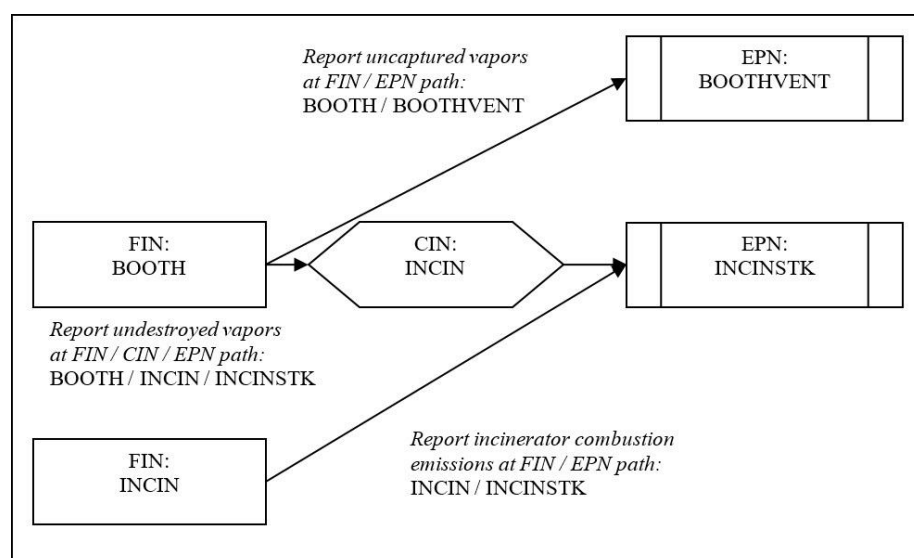 Report uncaptured vapors
at FIN / EPN path:
BOOTH / BOOTHVENT
EPN:
BOOTHVENT
FIN:
BOOTH
CIN:
INCIN
EPN:
INCINSTK
Report undestroyed vapors
at FIN / CIN / EPN path:
BOOTH / INCIN / INCINSTK
FIN:
INCIN
Report incinerator combustion
emissions at FIN / EPN path:
INCIN / INCINSTK